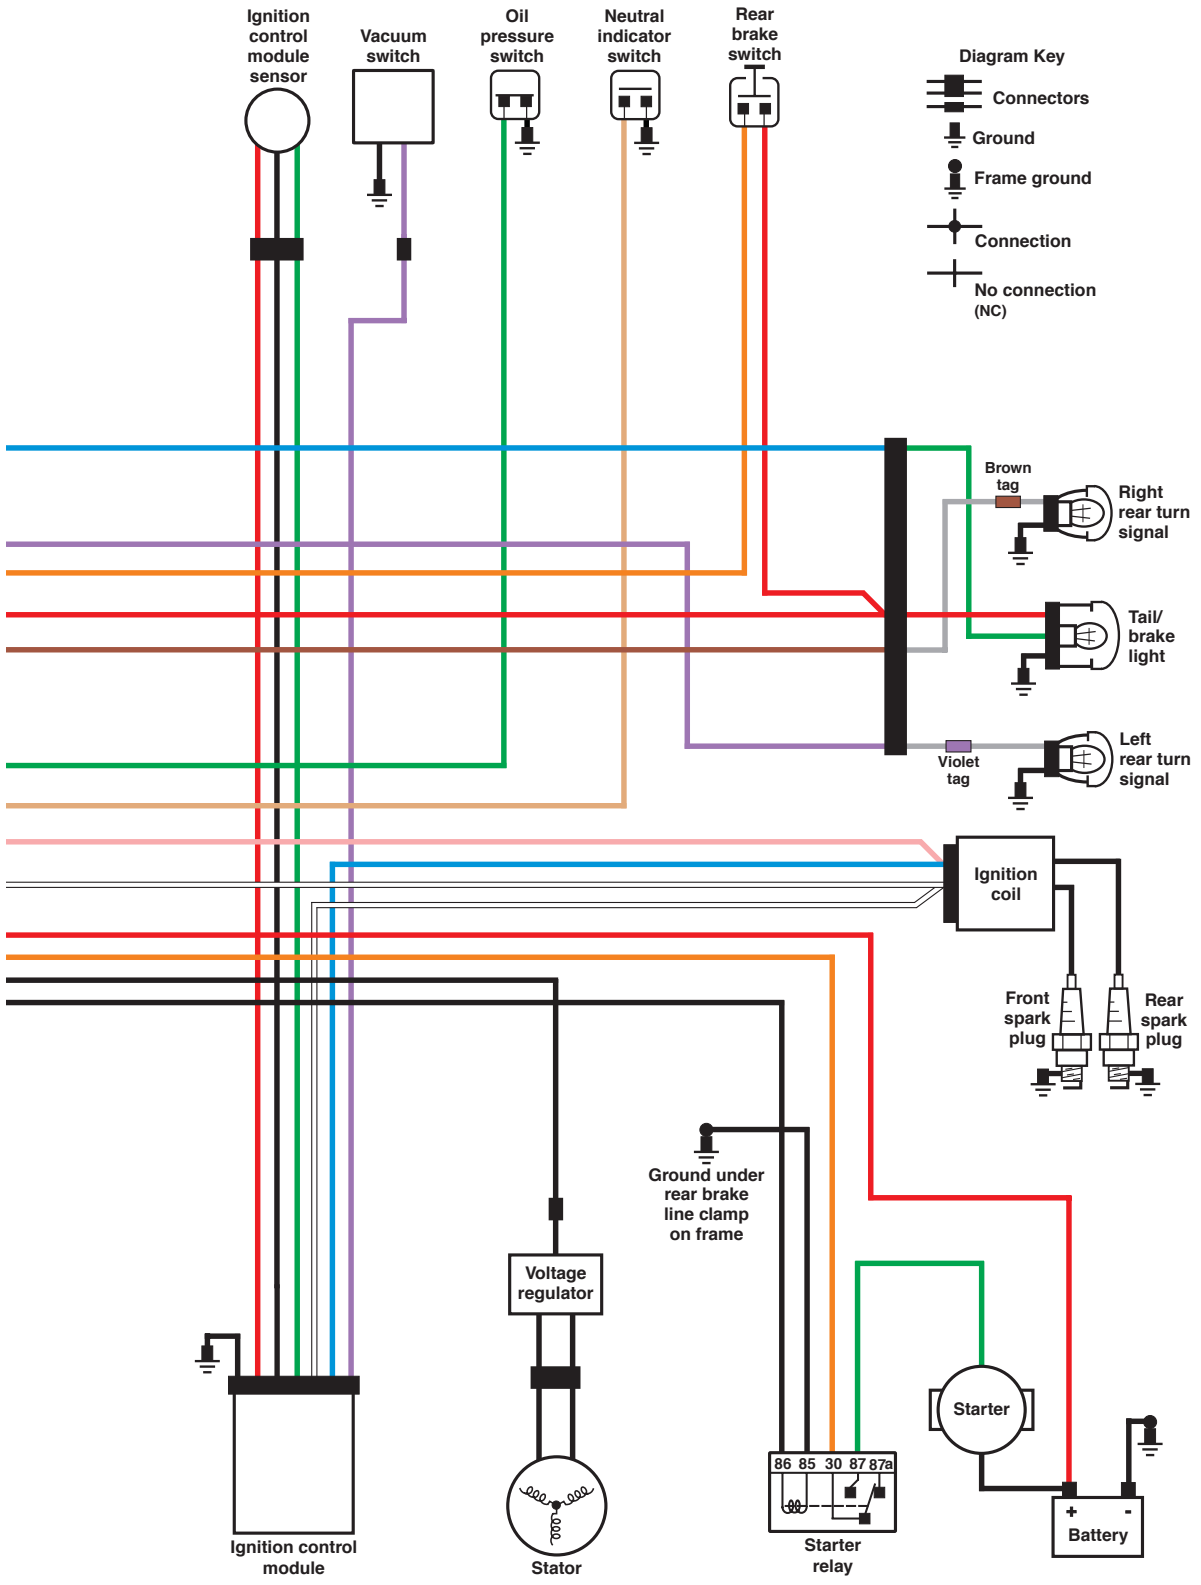 Ignition
control
module
sensor
Vacuum
switch
Oil
pressure
switch
Neutral
indicator
switch
Rear
brake
switch
Diagram Key
Connectors
Ground
Frame ground
Connection
No connection
(NC)
Brown
tag
Right
rear turn
signal
Tail/
brake
light
Violet
tag
Left
rear turn
signal
Ignition
coil
Front
spark
plug
Rear
spark
plug
Ground under
rear brake
line clamp
on frame
Voltage
regulator
Starter
86 85 30 87 87a
+ -
Battery
Ignition control
module
Stator
Starter
relay